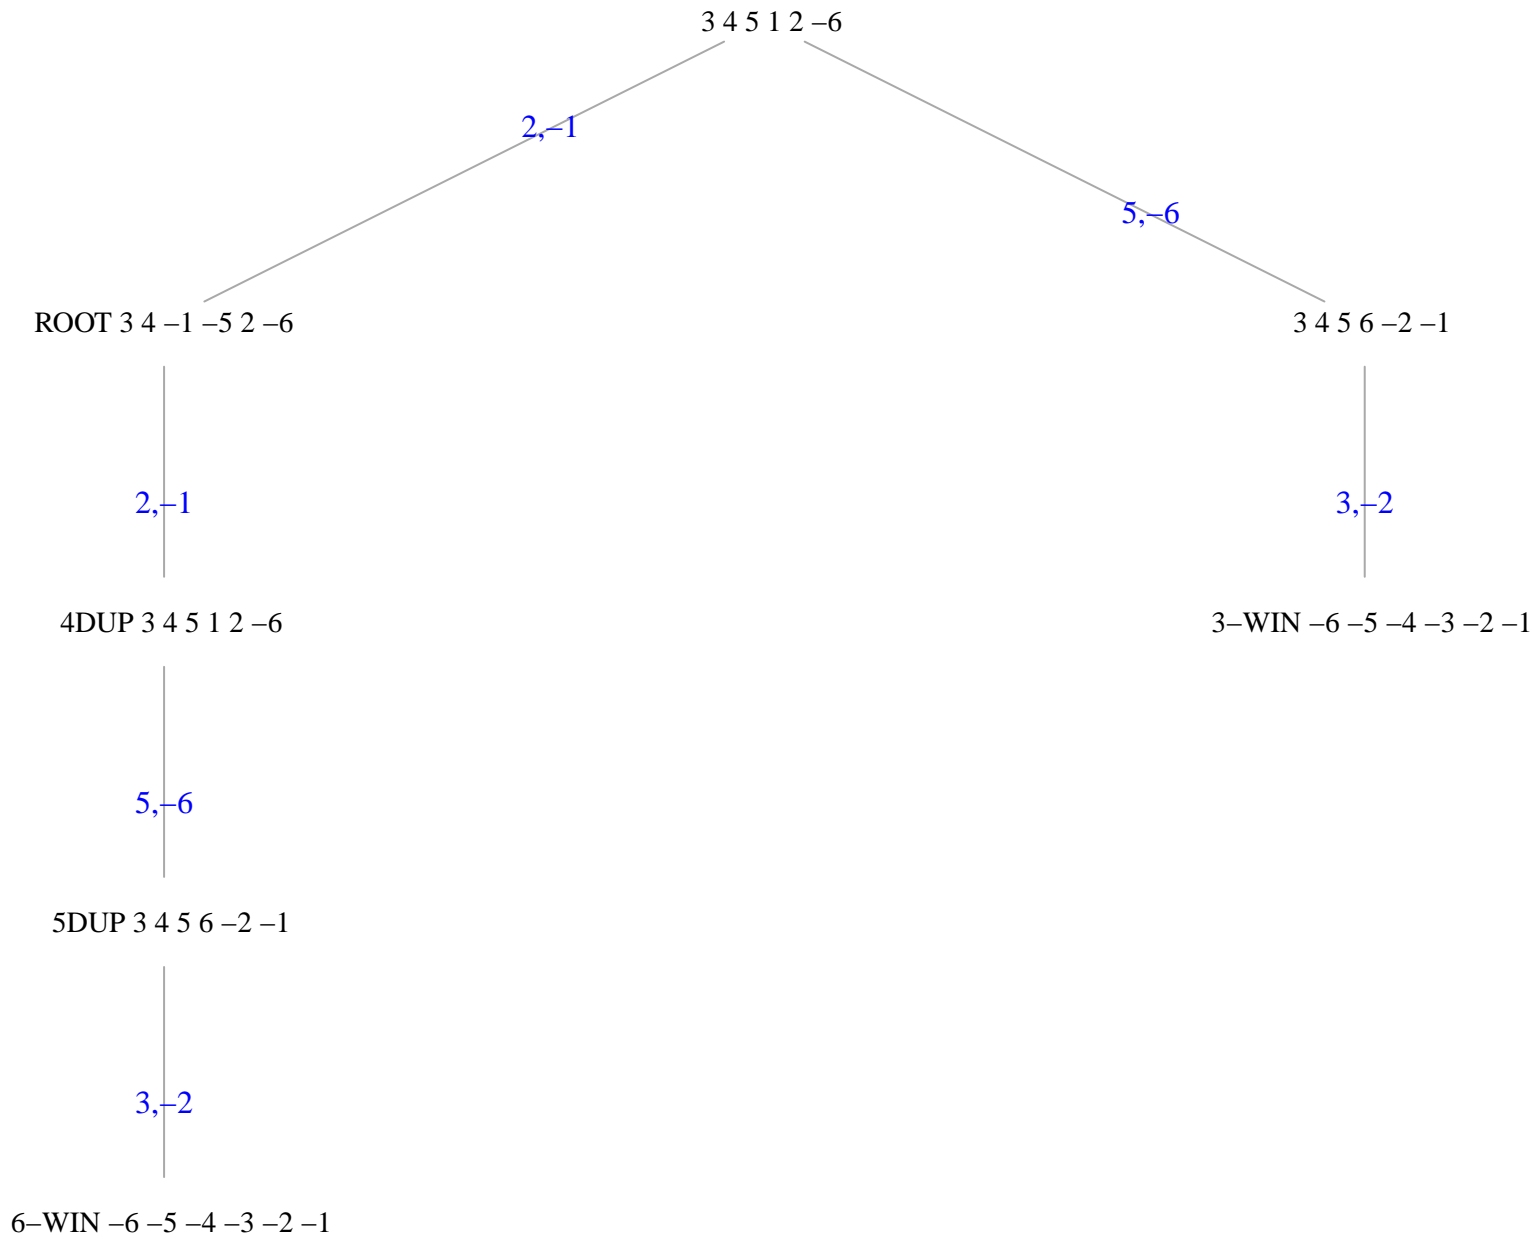 3 4 5 1 2 –6
2,–1
5,–6
ROOT 3 4 –1 –5 2 –6
3 4 5 6 –2 –1
2,–1
3,–2
4DUP 3 4 5 1 2 –6
3–WIN –6 –5 –4 –3 –2 –1
5,–6
5DUP 3 4 5 6 –2 –1
3,–2
6–WIN –6 –5 –4 –3 –2 –1